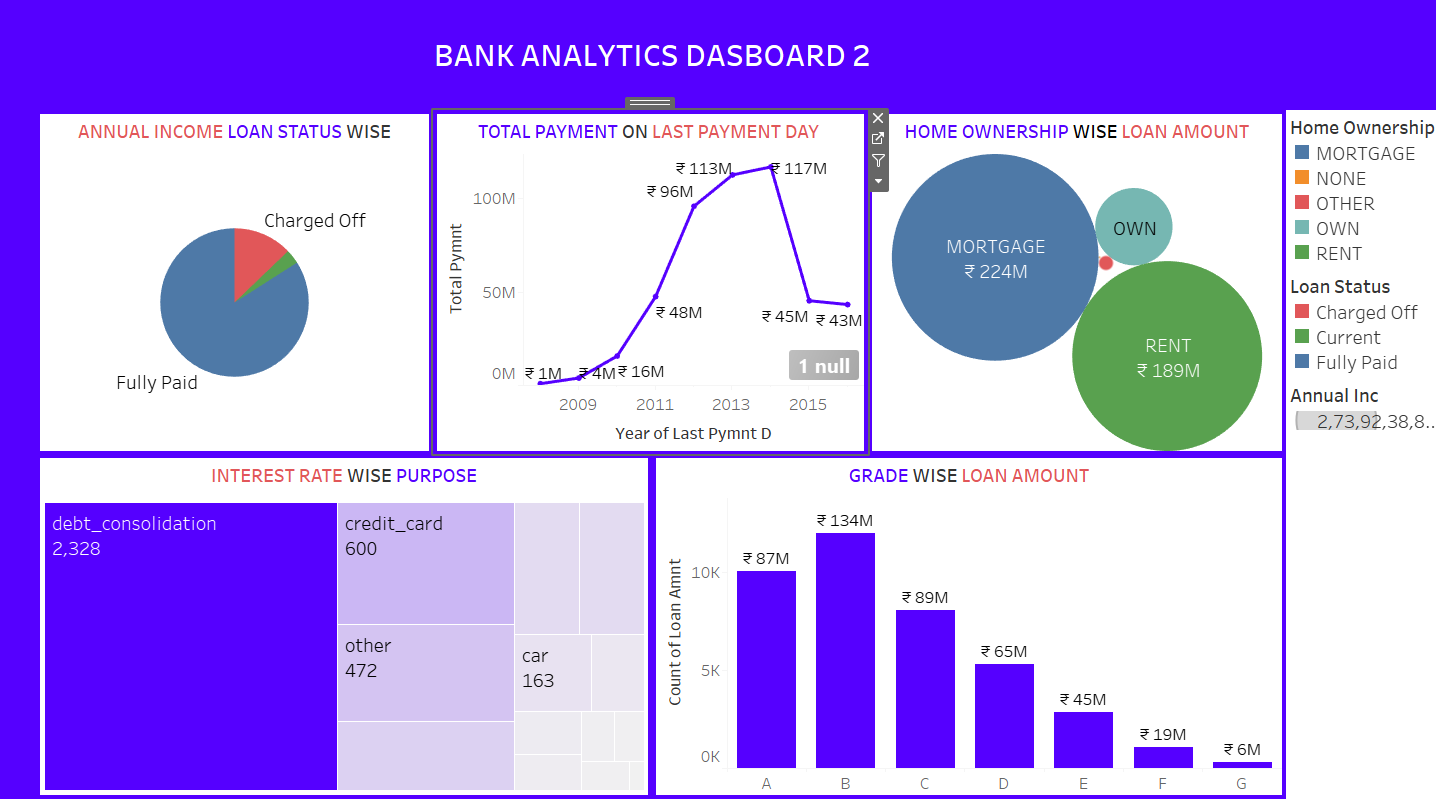 BANK ANALYTICS DASBOARD 2
ANNUAL INCOME LOAN STATUS WISE
Charged Off
Fully Paid
TOTAL PAYMENT ON LAST PAYMENT DAY
Total Pymnt
100M
50M
0M
₹ 1M
₹ 4M
₹ 16M
₹ 48M
₹ 96M
₹ 113M
₹ 117M
₹ 45M
₹ 43M
1 null
2009
2011
2013
2015
Year of Last Pymnt D
HOME OWNERSHIP WISE LOAN AMOUNT
MORTGAGE
₹ 224M
OWN
RENT
₹ 189M
Home Ownership
MORTGAGE
NONE
OTHER
OWN
RENT
Loan Status
Charged Off
Current
Fully Paid
Annual Inc
2,73,92,38,8..
INTEREST RATE WISE PURPOSE
debt_consolidation
2,328
credit_card
600
other
472
car
163
GRADE WISE LOAN AMOUNT
Count of Loan Amnt
10K
5K
0K
₹ 87M
₹ 134M
₹ 89M
₹ 65M
₹ 45M
₹ 19M
₹ 6M
A
B
C
D
E
F
G